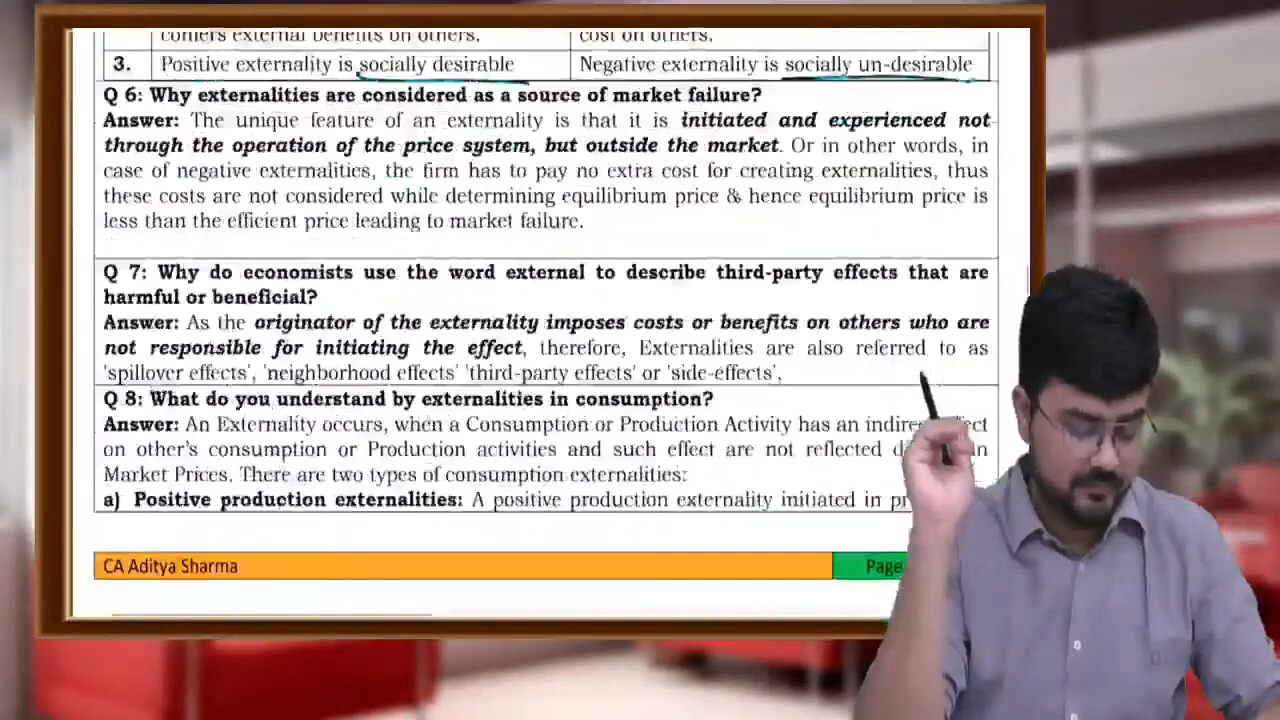 confers external benefits on others.
cost on others.
3. Positive externality is socially desirable
Negative externality is socially un-desirable
Q 6: Why externalities are considered as a source of market failure?
Answer: The unique feature of an externality is that it is initiated and experienced not
through the operation of the price system, but outside the market. Or in other words, in
case of negative externalities, the firm has to pay no extra cost for creating externalities, thus
these costs are not considered while determining equilibrium price & hence equilibrium price is
less than the efficient price leading to market failure.
Q 7: Why do economists use the word external to describe third-party effects that are
harmful or beneficial?
Answer: As the originator of the externality imposes costs or benefits on others who are
not responsible for initiating the effect, therefore, Externalities are also referred to as
'spillover effects', 'neighborhood effects' 'third-party effects' or 'side-effects',
Q 8: What do you understand by externalities in consumption?
Answer: An Externality occurs, when a Consumption or Production Activity has an
on other's consumption or Production activities and such effect are not reflected
Market Prices. There are two types of consumption externalities:
a) Positive production externalities: A positive production externality initiated in
CA Aditya Sharma
Page